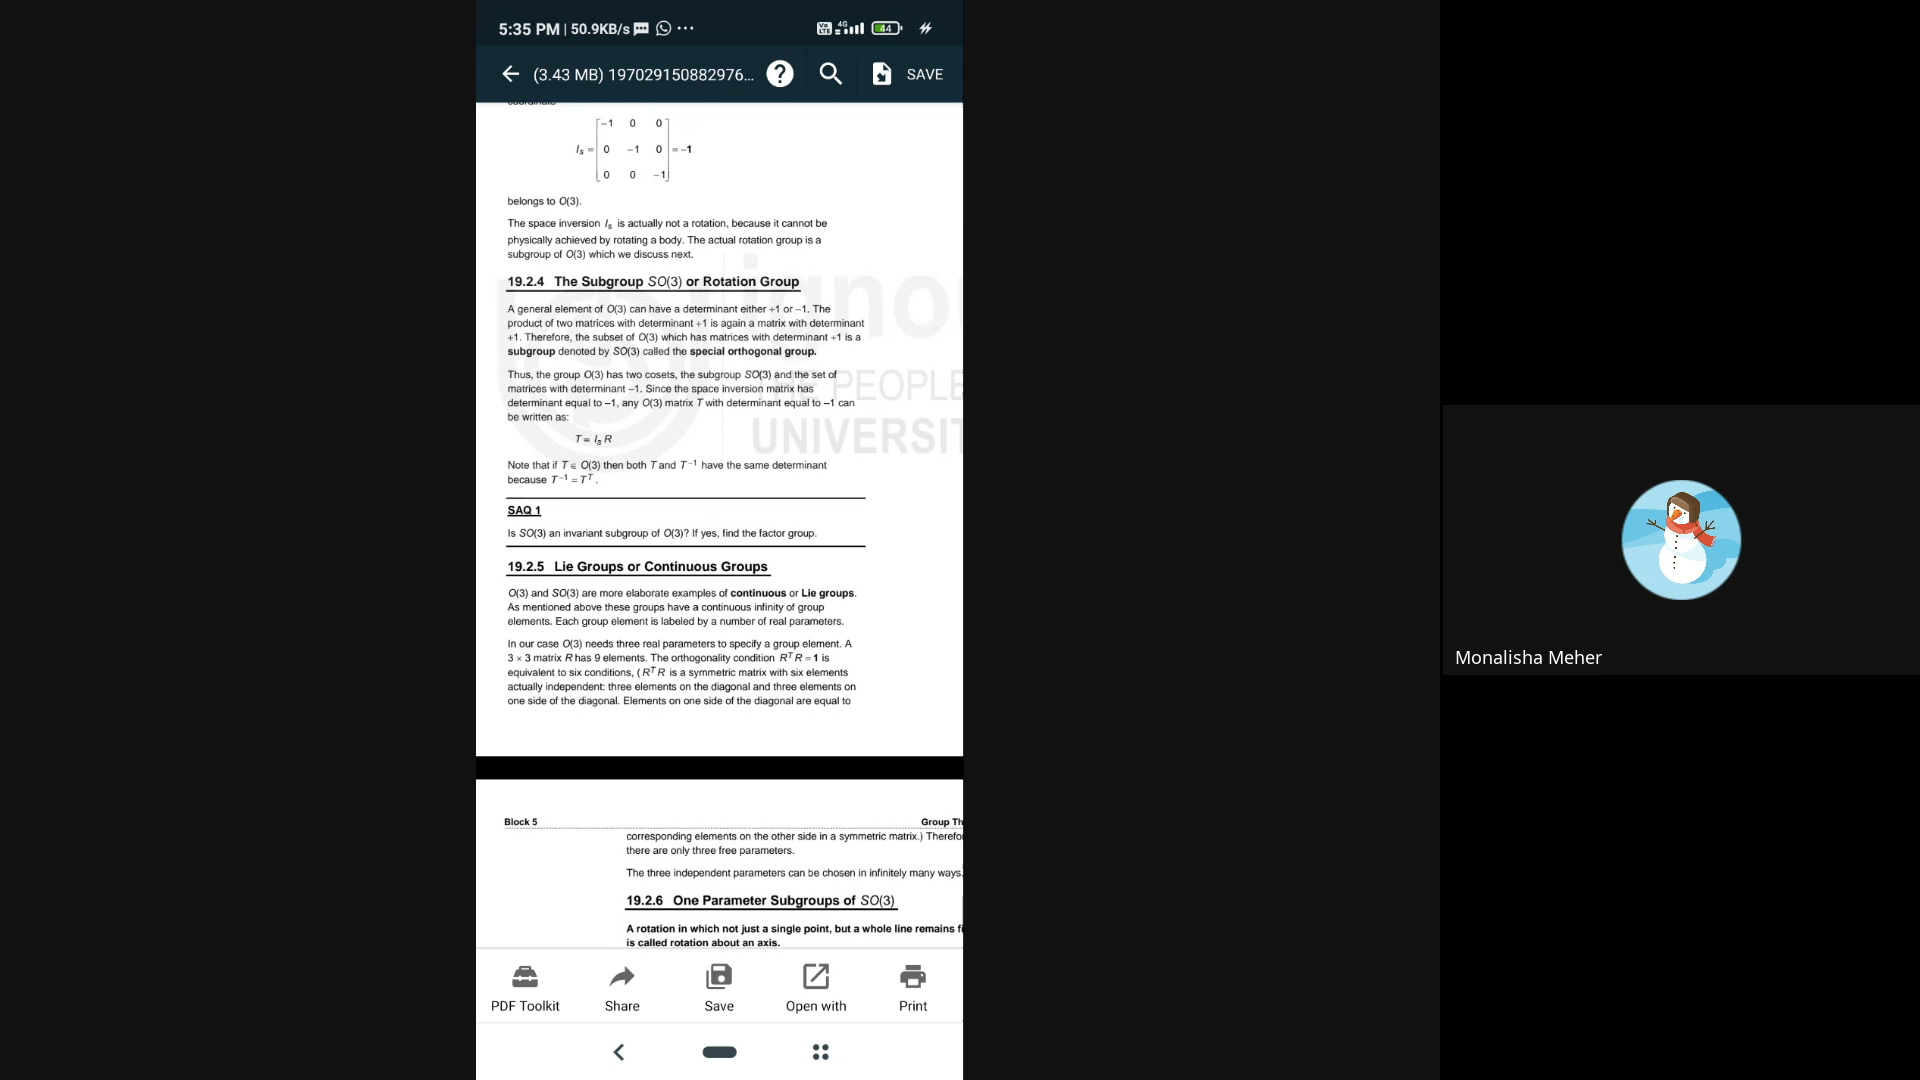 5:35 PM | 50.9KB/s
Vo LTE 4G 44
(3.43 MB) 197029150882976... ? SAVE
coordinate
I_s = [ −1 0 0
0 −1 0
0 0 −1 ] = −1
belongs to O(3).
The space inversion I_s is actually not a rotation, because it cannot be
physically achieved by rotating a body. The actual rotation group is a
subgroup of O(3) which we discuss next.
19.2.4 The Subgroup SO(3) or Rotation Group
A general element of O(3) can have a determinant either +1 or −1. The
product of two matrices with determinant +1 is again a matrix with determinant
+1. Therefore, the subset of O(3) which has matrices with determinant +1 is a
subgroup denoted by SO(3) called the special orthogonal group.
Thus, the group O(3) has two cosets, the subgroup SO(3) and the set of
matrices with determinant −1. Since the space inversion matrix has
determinant equal to −1, any O(3) matrix T with determinant equal to −1 can
be written as:
T = I_s R
Note that if T ∈ O(3) then both T and T⁻¹ have the same determinant
because T⁻¹ = Tᵀ.
SAQ 1
Is SO(3) an invariant subgroup of O(3)? If yes, find the factor group.
19.2.5 Lie Groups or Continuous Groups
O(3) and SO(3) are more elaborate examples of continuous or Lie groups.
As mentioned above these groups have a continuous infinity of group
elements. Each group element is labeled by a number of real parameters.
In our case O(3) needs three real parameters to specify a group element. A
3 × 3 matrix R has 9 elements. The orthogonality condition RᵀR = 1 is
equivalent to six conditions, (RᵀR is a symmetric matrix with six elements
actually independent: three elements on the diagonal and three elements on
one side of the diagonal. Elements on one side of the diagonal are equal to
ignou
THE PEOPLE
UNIVERSIT
Block 5 Group Th
corresponding elements on the other side in a symmetric matrix.) Therefo
there are only three free parameters.
The three independent parameters can be chosen in infinitely many ways.
19.2.6 One Parameter Subgroups of SO(3)
A rotation in which not just a single point, but a whole line remains fi
is called rotation about an axis.
PDF Toolkit Share Save Open with Print
Monalisha Meher